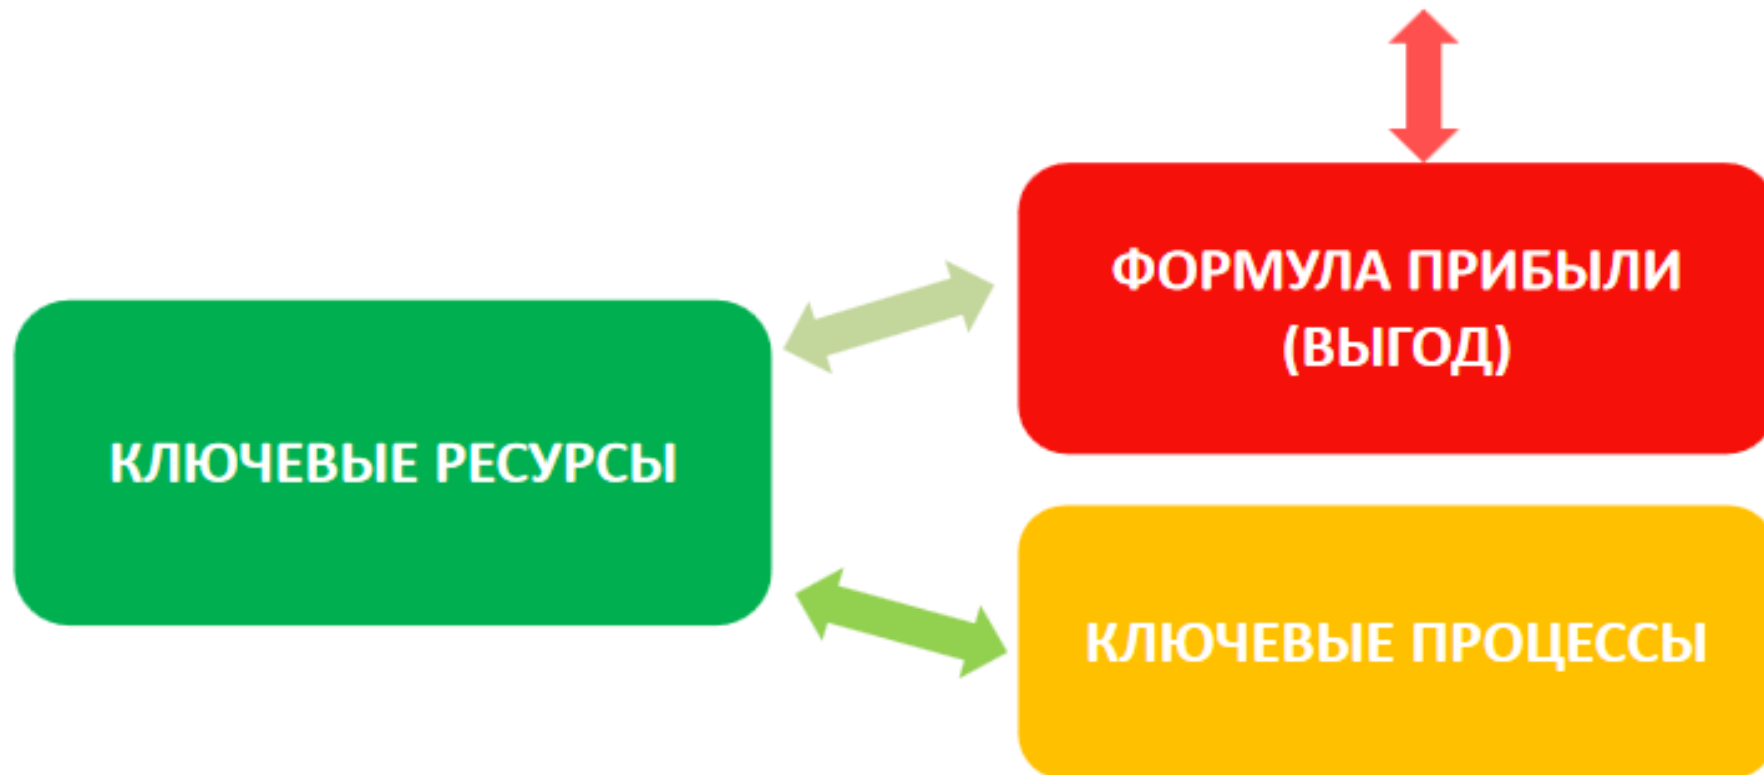 ФОРМУЛА ПРИБЫЛИ
(ВЫГОД)
КЛЮЧЕВЫЕ РЕСУРСЫ
КЛЮЧЕВЫЕ ПРОЦЕССЫ